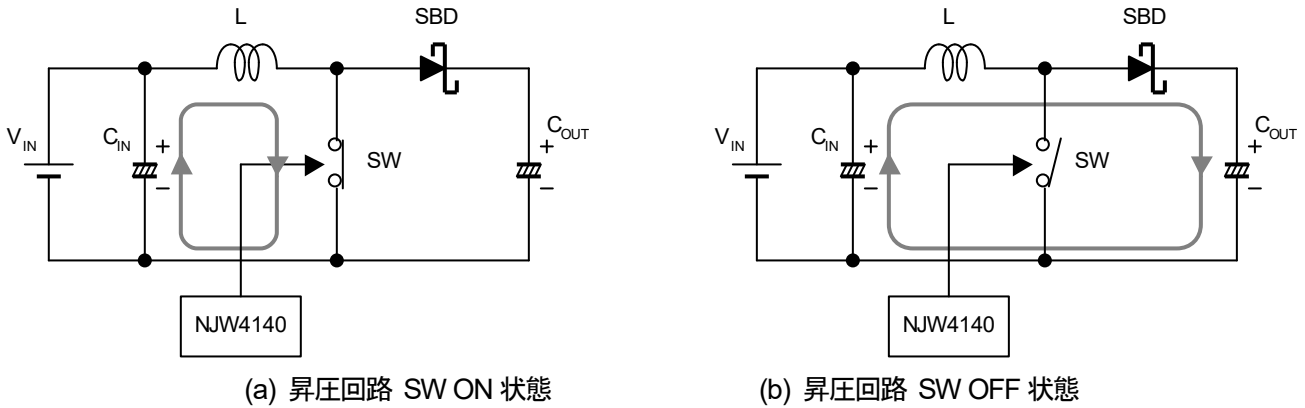 L
SBD
V_IN
C_IN
+
−
SW
C_OUT
+
−
NJW4140
(a) 昇圧回路 SW ON 状態
L
SBD
V_IN
C_IN
+
−
SW
C_OUT
+
−
NJW4140
(b) 昇圧回路 SW OFF 状態